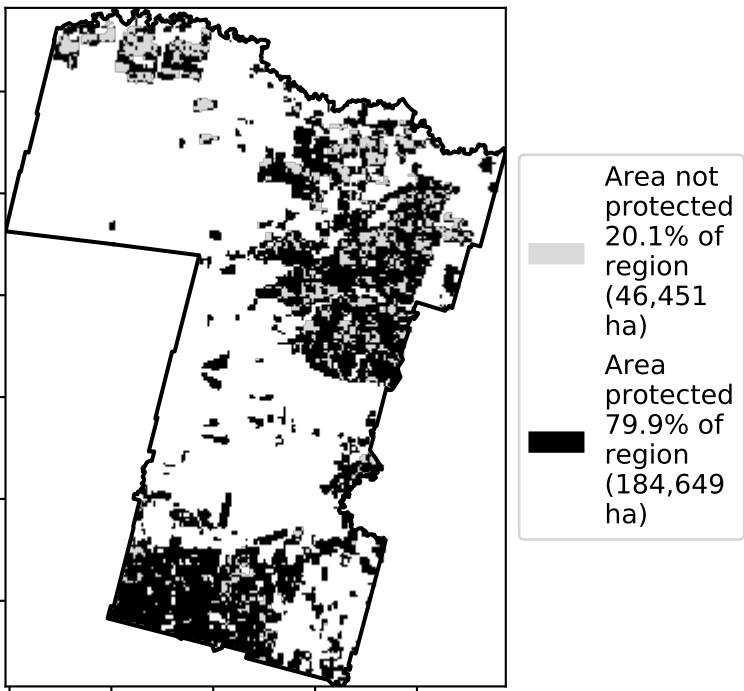 Area not
protected
20.1% of
region
(46,451
ha)
Area
protected
79.9% of
region
(184,649
ha)